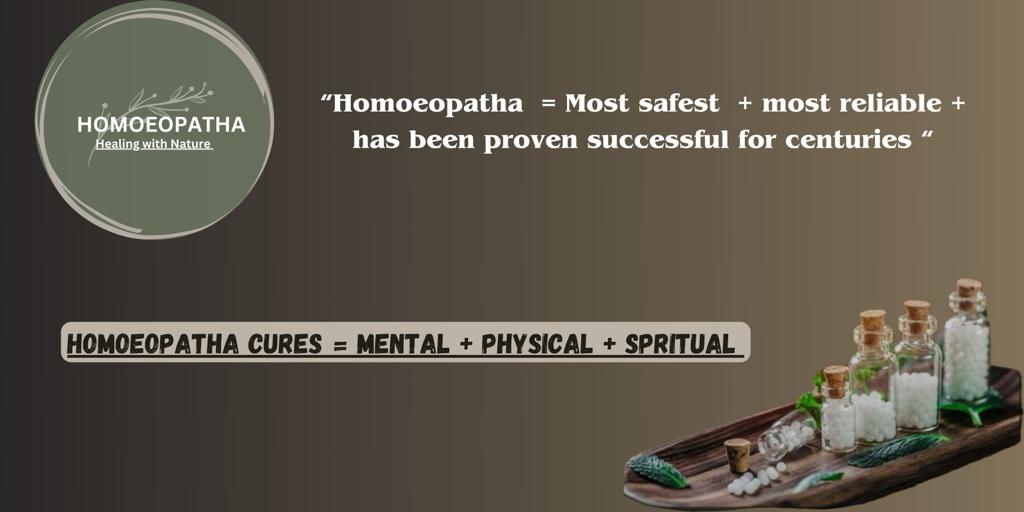 HOMOEOPATHA
Healing with Nature
“Homoeopatha = Most safest + most reliable +
has been proven successful for centuries “
HOMOEOPATHA CURES = MENTAL + PHYSICAL + SPRITUAL